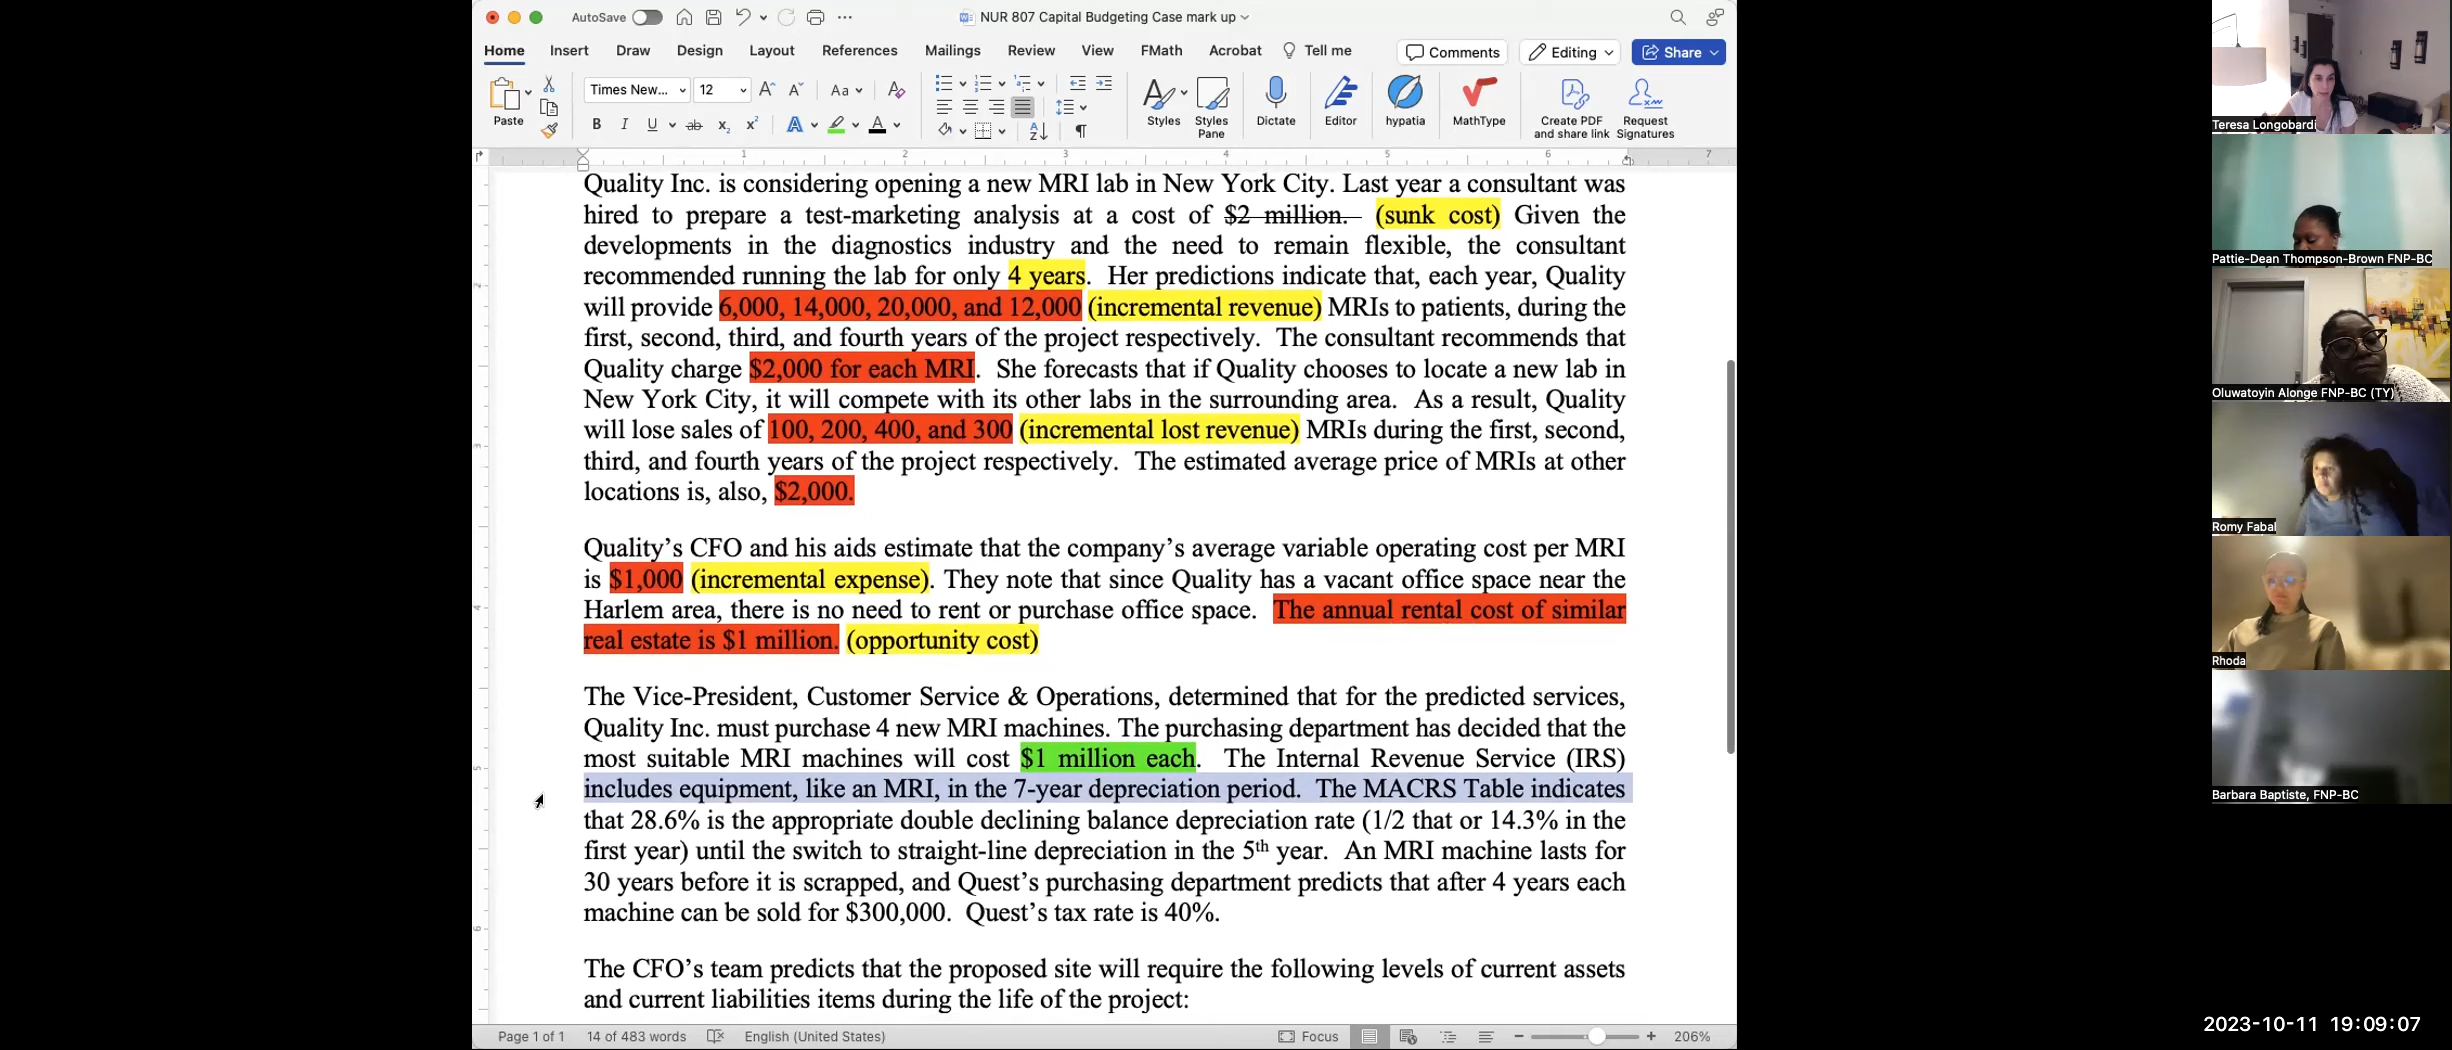 AutoSave
NUR 807 Capital Budgeting Case mark up
Home Insert Draw Design Layout References Mailings Review View FMath Acrobat Tell me Comments Editing Share
Times New... 12
Paste
Styles Styles Pane Dictate Editor hypatia MathType Create PDF and share link Request Signatures
1 2 3 4 5 6 7
Quality Inc. is considering opening a new MRI lab in New York City. Last year a consultant was
hired to prepare a test-marketing analysis at a cost of $2 million. (sunk cost) Given the
developments in the diagnostics industry and the need to remain flexible, the consultant
recommended running the lab for only 4 years. Her predictions indicate that, each year, Quality
will provide 6,000, 14,000, 20,000, and 12,000 (incremental revenue) MRIs to patients, during the
first, second, third, and fourth years of the project respectively. The consultant recommends that
Quality charge $2,000 for each MRI. She forecasts that if Quality chooses to locate a new lab in
New York City, it will compete with its other labs in the surrounding area. As a result, Quality
will lose sales of 100, 200, 400, and 300 (incremental lost revenue) MRIs during the first, second,
third, and fourth years of the project respectively. The estimated average price of MRIs at other
locations is, also, $2,000.
Quality’s CFO and his aids estimate that the company’s average variable operating cost per MRI
is $1,000 (incremental expense). They note that since Quality has a vacant office space near the
Harlem area, there is no need to rent or purchase office space. The annual rental cost of similar
real estate is $1 million. (opportunity cost)
The Vice-President, Customer Service & Operations, determined that for the predicted services,
Quality Inc. must purchase 4 new MRI machines. The purchasing department has decided that the
most suitable MRI machines will cost $1 million each. The Internal Revenue Service (IRS)
includes equipment, like an MRI, in the 7-year depreciation period. The MACRS Table indicates
that 28.6% is the appropriate double declining balance depreciation rate (1/2 that or 14.3% in the
first year) until the switch to straight-line depreciation in the 5th year. An MRI machine lasts for
30 years before it is scrapped, and Quest’s purchasing department predicts that after 4 years each
machine can be sold for $300,000. Quest’s tax rate is 40%.
The CFO’s team predicts that the proposed site will require the following levels of current assets
and current liabilities items during the life of the project:
Page 1 of 1 14 of 483 words English (United States) Focus 206%
Teresa Longobardi
Pattie-Dean Thompson-Brown FNP-BC
Oluwatoyin Alonge FNP-BC (TY)
Romy Fabal
Rhoda
Barbara Baptiste, FNP-BC
2023-10-11 19:09:07